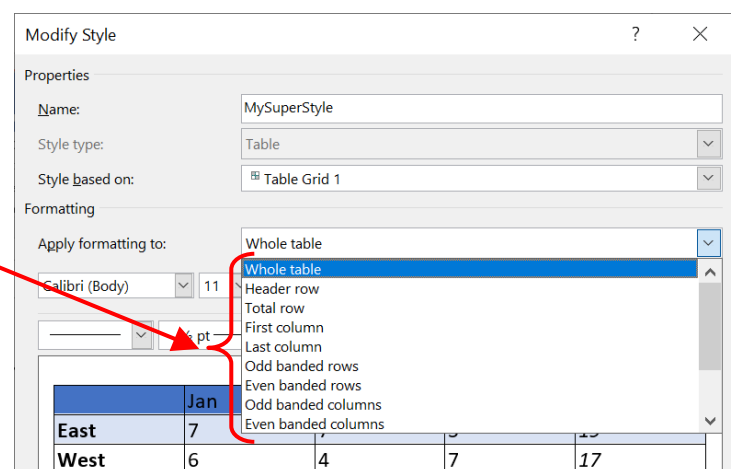 Modify Style ?
Properties
Name: MySuperStyle
Style type: Table
Style based on: Table Grid 1
Formatting
Apply formatting to: Whole table
Whole table
Calibri (Body) 11
Header row
Total row
First column
pt
Last column
Odd banded rows
Even banded rows
Jan
Odd banded columns
Even banded columns
East 7
West 6 4 7 17